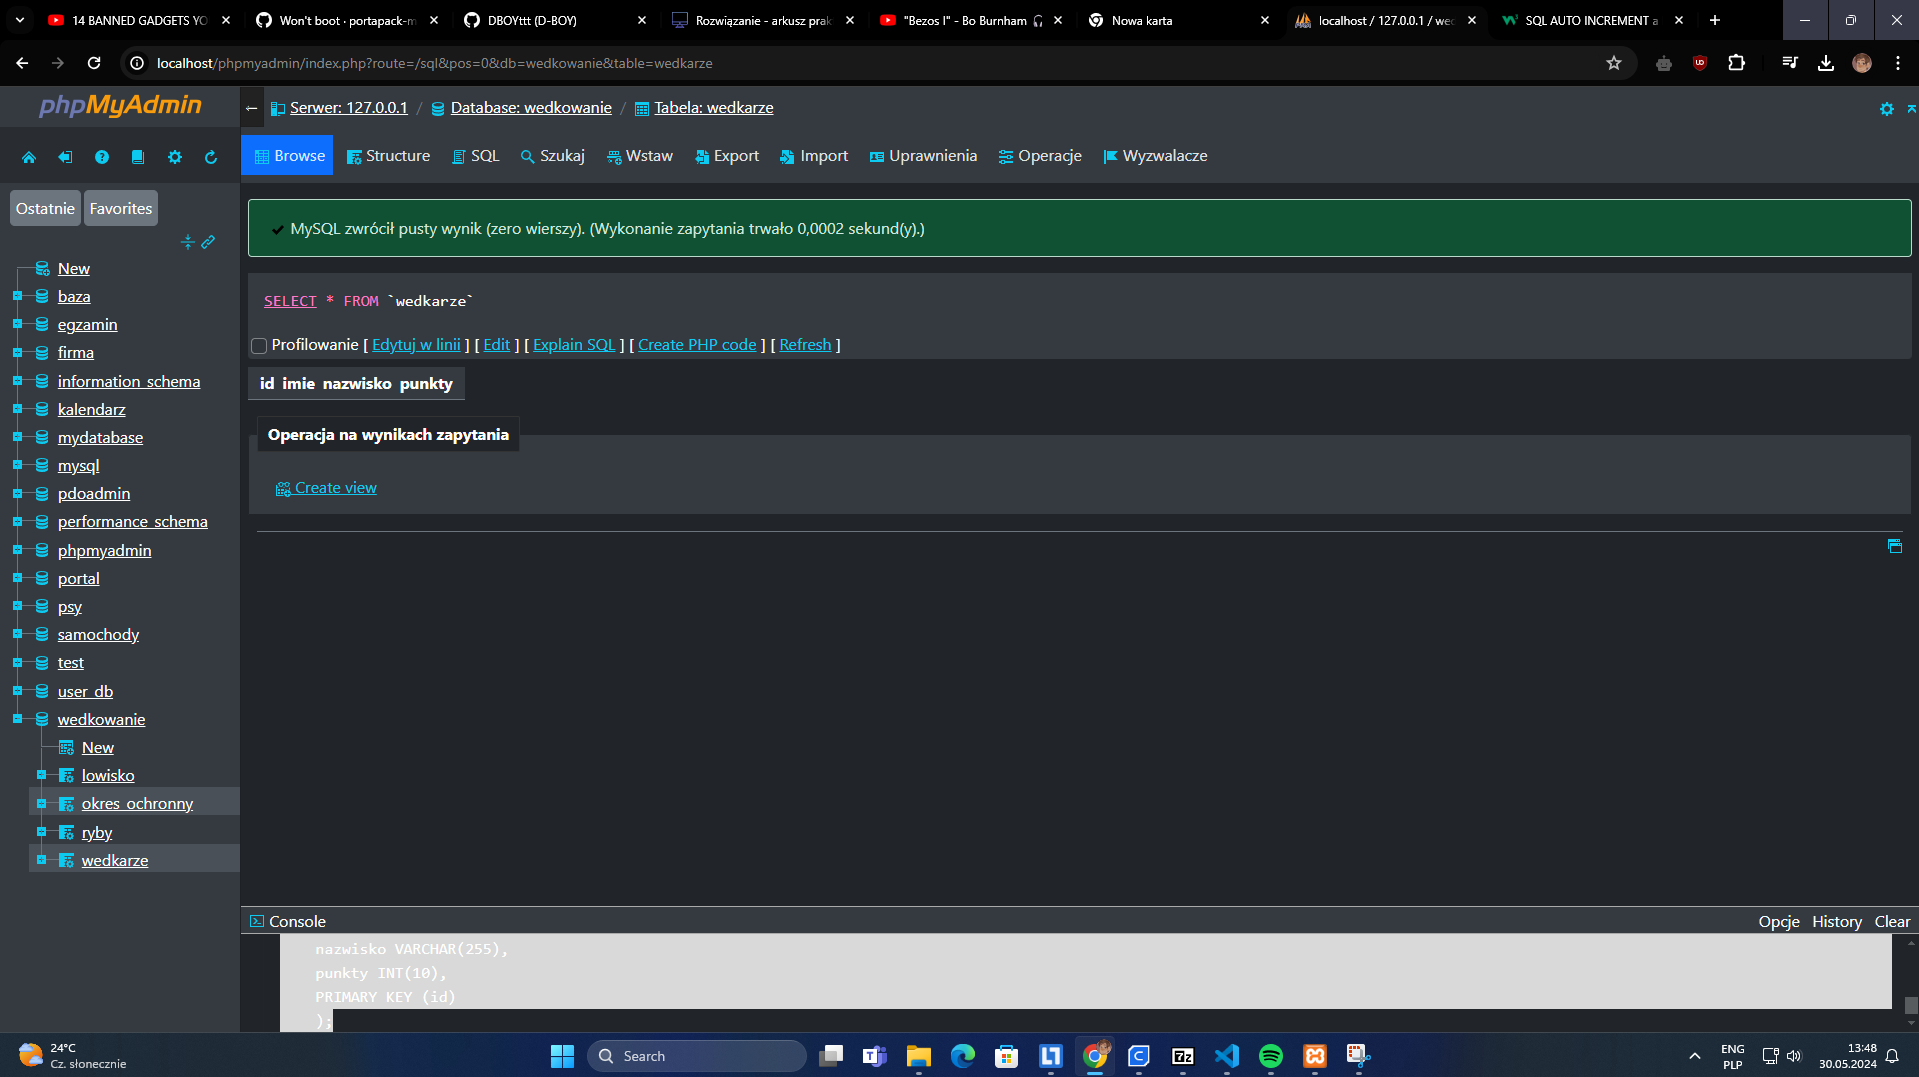 14 BANNED GADGETS YO
Won't boot · portapack-m
DBOYttt (D-BOY)
Rozwiązanie - arkusz prak
"Bezos I" - Bo Burnham
Nowa karta
localhost / 127.0.0.1 / wed
SQL AUTO INCREMENT a
localhost/phpmyadmin/index.php?route=/sql&pos=0&db=wedkowanie&table=wedkarze
phpMyAdmin
Serwer: 127.0.0.1 / Database: wedkowanie / Tabela: wedkarze
Browse Structure SQL Szukaj Wstaw Export Import Uprawnienia Operacje Wyzwalacze
Ostatnie Favorites
New
baza
egzamin
firma
information_schema
kalendarz
mydatabase
mysql
pdoadmin
performance_schema
phpmyadmin
portal
psy
samochody
test
user_db
wedkowanie
New
lowisko
okres_ochronny
ryby
wedkarze
MySQL zwrócił pusty wynik (zero wierszy). (Wykonanie zapytania trwało 0,0002 sekund(y).)
SELECT * FROM `wedkarze`
Profilowanie [ Edytuj w linii ] [ Edit ] [ Explain SQL ] [ Create PHP code ] [ Refresh ]
id imie nazwisko punkty
Operacja na wynikach zapytania
Create view
Console
Opcje History Clear
nazwisko VARCHAR(255),
punkty INT(10),
PRIMARY KEY (id)
);
24°C
Cz. słonecznie
Search
ENG
PLP
13:48
30.05.2024